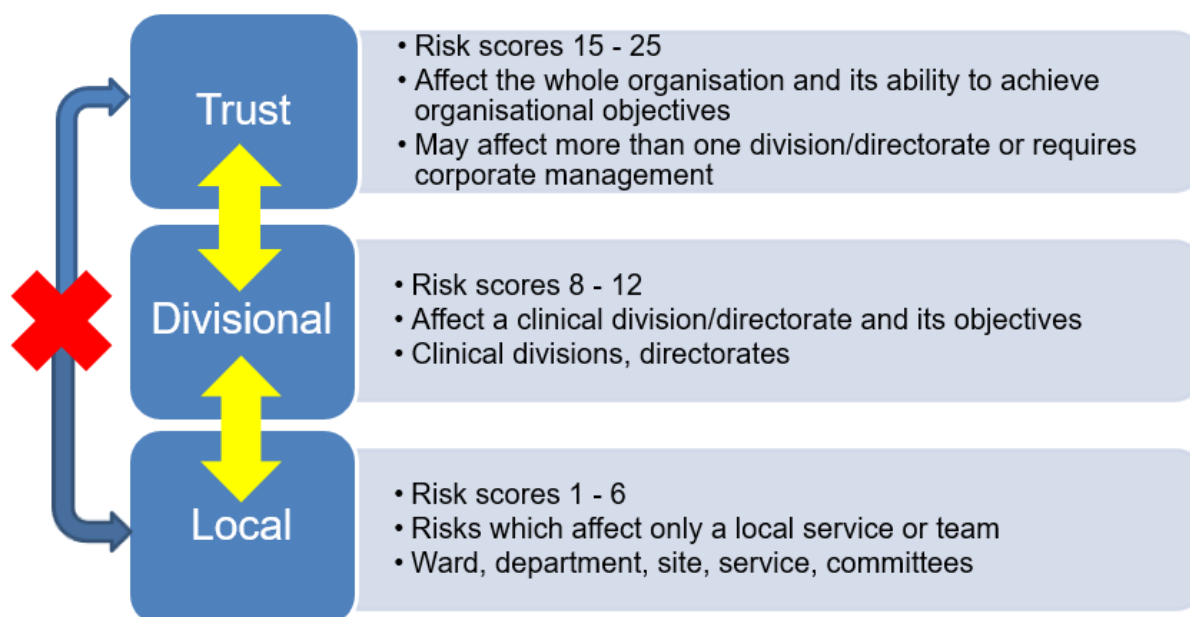 Trust
• Risk scores 15 - 25
• Affect the whole organisation and its ability to achieve
organisational objectives
• May affect more than one division/directorate or requires
corporate management
Divisional
• Risk scores 8 - 12
• Affect a clinical division/directorate and its objectives
• Clinical divisions, directorates
Local
• Risk scores 1 - 6
• Risks which affect only a local service or team
• Ward, department, site, service, committees